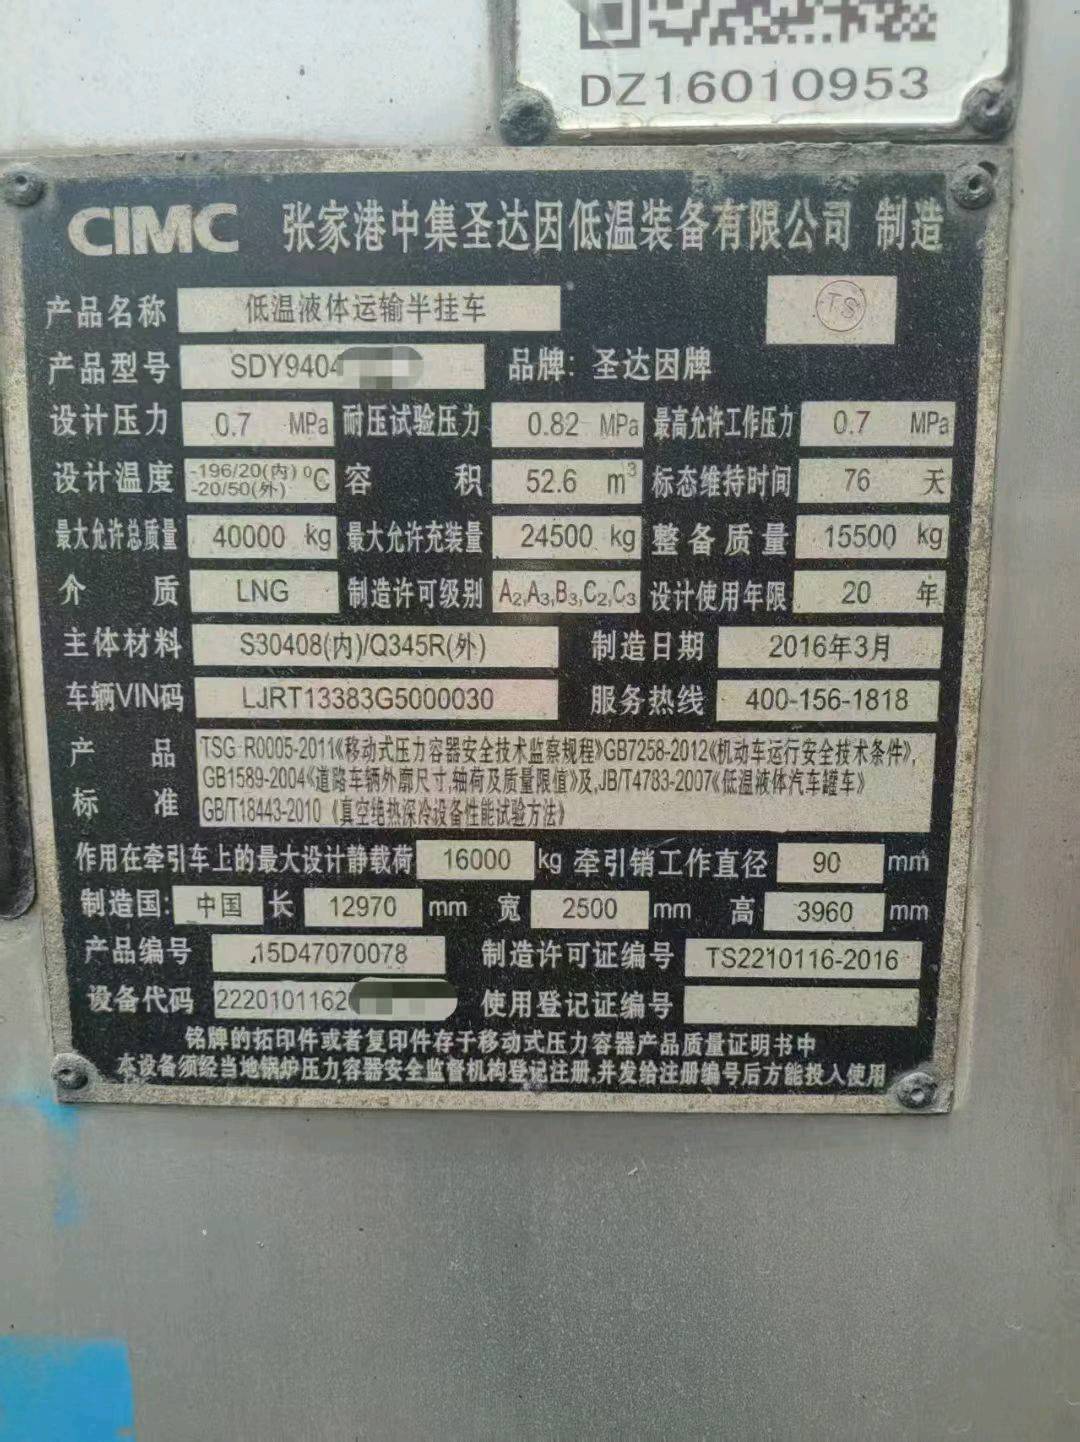 DZ16010953
CIMC 张家港中集圣达因低温装备有限公司 制造
产品名称 低温液体运输半挂车 TS
产品型号 SDY9404 品牌: 圣达因牌
设计压力 0.7 MPa 耐压试验压力 0.82 MPa 最高允许工作压力 0.7 MPa
设计温度 -196/20(内) -20/50(外) ℃ 容积 52.6 m³ 标态维持时间 76 天
最大允许总质量 40000 kg 最大允许充装量 24500 kg 整备质量 15500 kg
介质 LNG 制造许可级别 A2,A3,B3,C2,C3 设计使用年限 20 年
主体材料 S30408(内)/Q345R(外) 制造日期 2016年3月
车辆VIN码 LJRT13383G5000030 服务热线 400-156-1818
产品 TSG R0005-2011《移动式压力容器安全技术监察规程》GB7258-2012《机动车运行安全技术条件》,
GB1589-2004《道路车辆外廓尺寸,轴荷及质量限值》及,JB/T4783-2007《低温液体汽车罐车》
标准 GB/T18443-2010《真空绝热深冷设备性能试验方法》
作用在牵引车上的最大设计静载荷 16000 kg 牵引销工作直径 90 mm
制造国: 中国 长 12970 mm 宽 2500 mm 高 3960 mm
产品编号 15D47070078 制造许可证编号 TS2210116-2016
设备代码 2220101162 使用登记证编号
铭牌的拓印件或者复印件存于移动式压力容器产品质量证明书中
本设备须经当地锅炉压力容器安全监督机构登记注册,并发给注册编号后方能投入使用